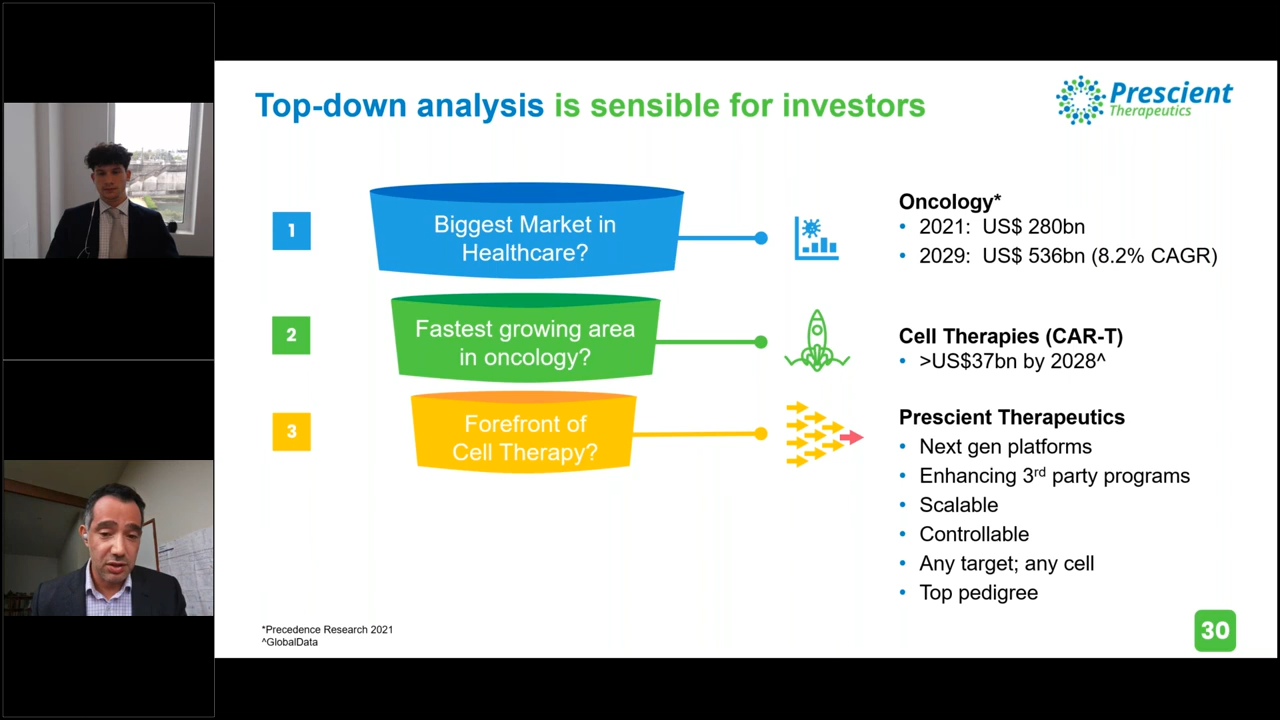 Top-down analysis is sensible for investors
Prescient
Therapeutics
1
Biggest Market in
Healthcare?
Oncology*
• 2021: US$ 280bn
• 2029: US$ 536bn (8.2% CAGR)
2
Fastest growing area
in oncology?
Cell Therapies (CAR-T)
• >US$37bn by 2028^
3
Forefront of
Cell Therapy?
Prescient Therapeutics
• Next gen platforms
• Enhancing 3rd party programs
• Scalable
• Controllable
• Any target; any cell
• Top pedigree
*Precedence Research 2021
^GlobalData
30